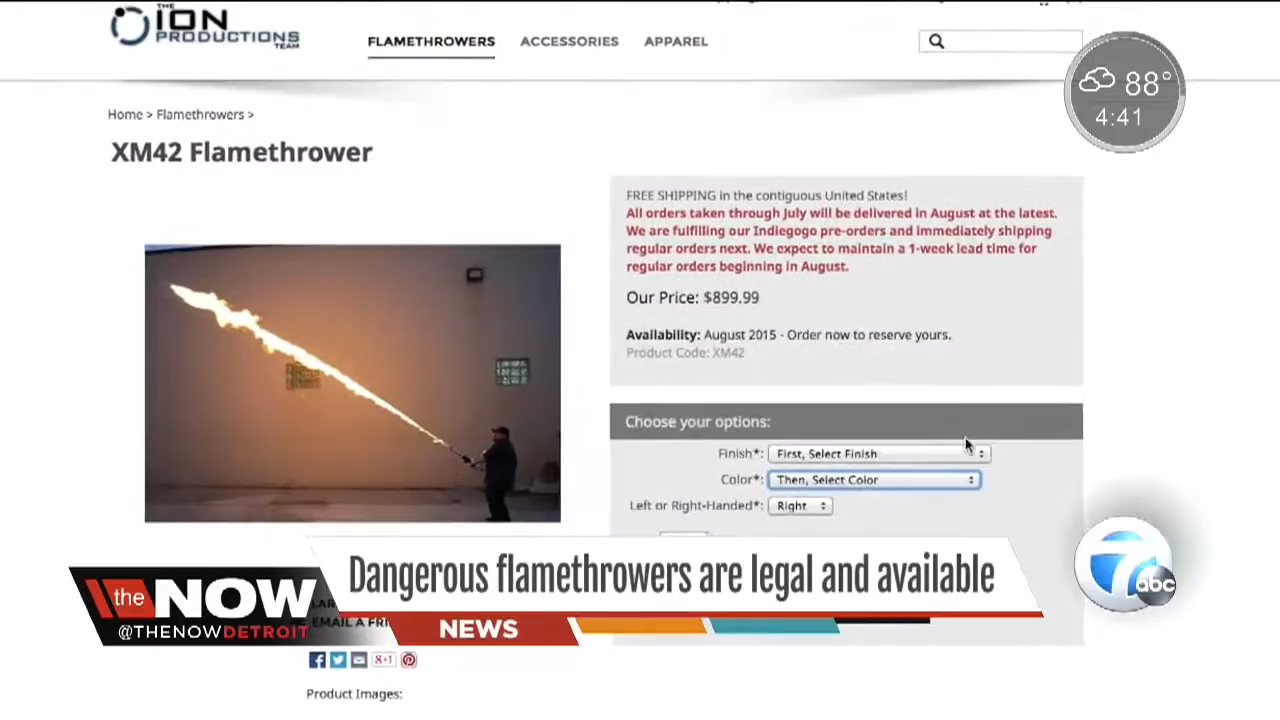 THE
ION
PRODUCTIONS
TEAM
FLAMETHROWERS ACCESSORIES APPAREL
88°
4:41
Home > Flamethrowers >
XM42 Flamethrower
FREE SHIPPING in the contiguous United States!
All orders taken through July will be delivered in August at the latest.
We are fulfilling our Indiegogo pre-orders and immediately shipping
regular orders next. We expect to maintain a 1-week lead time for
regular orders beginning in August.
Our Price: $899.99
Availability: August 2015 - Order now to reserve yours.
Product Code: XM42
Choose your options:
Finish*: First, Select Finish
Color*: Then, Select Color
Left or Right-Handed*: Right
Dangerous flamethrowers are legal and available
the NOW
@THENOWDETROIT
NEWS
7
abc
EMAIL A FRI
g+1
Product Images: